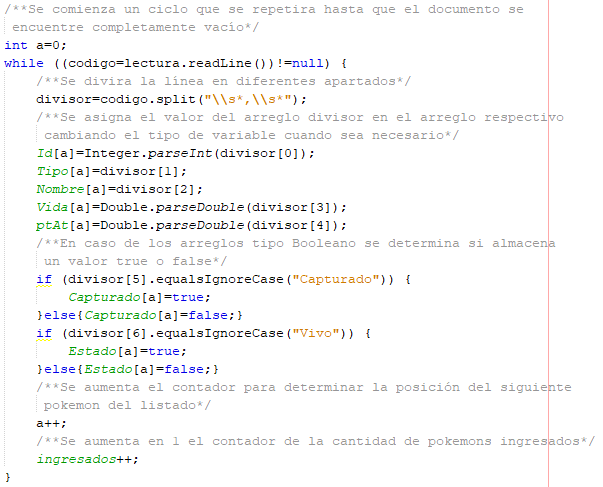 /**Se comienza un ciclo que se repetira hasta que el documento se
encuentre completamente vacío*/
int a=0;
while ((codigo=lectura.readLine())!=null) {
/**Se divira la línea en diferentes apartados*/
divisor=codigo.split("\\s*,\\s*");
/**Se asigna el valor del arreglo divisor en el arreglo respectivo
cambiando el tipo de variable cuando sea necesario*/
Id[a]=Integer.parseInt(divisor[0]);
Tipo[a]=divisor[1];
Nombre[a]=divisor[2];
Vida[a]=Double.parseDouble(divisor[3]);
ptAt[a]=Double.parseDouble(divisor[4]);
/**En caso de los arreglos tipo Booleano se determina si almacena
un valor true o false*/
if (divisor[5].equalsIgnoreCase("Capturado")) {
Capturado[a]=true;
}else{Capturado[a]=false;}
if (divisor[6].equalsIgnoreCase("Vivo")) {
Estado[a]=true;
}else{Estado[a]=false;}
/**Se aumenta el contador para determinar la posición del siguiente
pokemon del listado*/
a++;
/**Se aumenta en 1 el contador de la cantidad de pokemons ingresados*/
ingresados++;
}